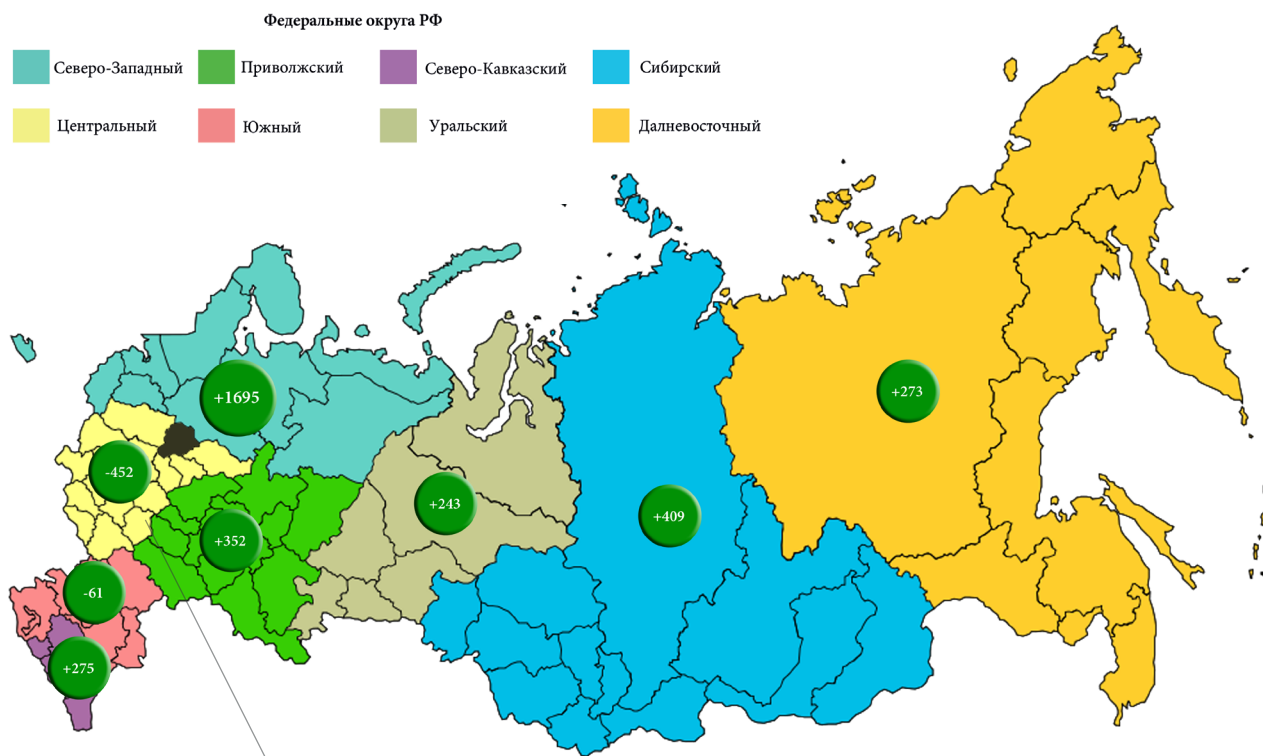 Федеральные округа РФ
Северо-Западный
Приволжский
Северо-Кавказский
Сибирский
Центральный
Южный
Уральский
Далневосточный
+1695
+273
-452
+243
+409
+352
-61
+275